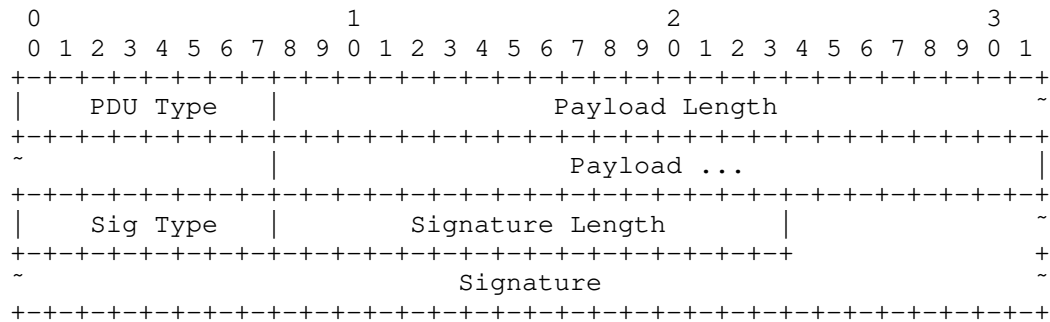 0                   1                   2                   3
 0 1 2 3 4 5 6 7 8 9 0 1 2 3 4 5 6 7 8 9 0 1 2 3 4 5 6 7 8 9 0 1
+-+-+-+-+-+-+-+-+-+-+-+-+-+-+-+-+-+-+-+-+-+-+-+-+-+-+-+-+-+-+-+-+
|    PDU Type   |                 Payload Length                ~
+-+-+-+-+-+-+-+-+-+-+-+-+-+-+-+-+-+-+-+-+-+-+-+-+-+-+-+-+-+-+-+-+
~               |                  Payload ...                  |
+-+-+-+-+-+-+-+-+-+-+-+-+-+-+-+-+-+-+-+-+-+-+-+-+-+-+-+-+-+-+-+-+
|    Sig Type   |        Signature Length       |               ~
+-+-+-+-+-+-+-+-+-+-+-+-+-+-+-+-+-+-+-+-+-+-+-+-+               +
~                           Signature                           ~
+-+-+-+-+-+-+-+-+-+-+-+-+-+-+-+-+-+-+-+-+-+-+-+-+-+-+-+-+-+-+-+-+